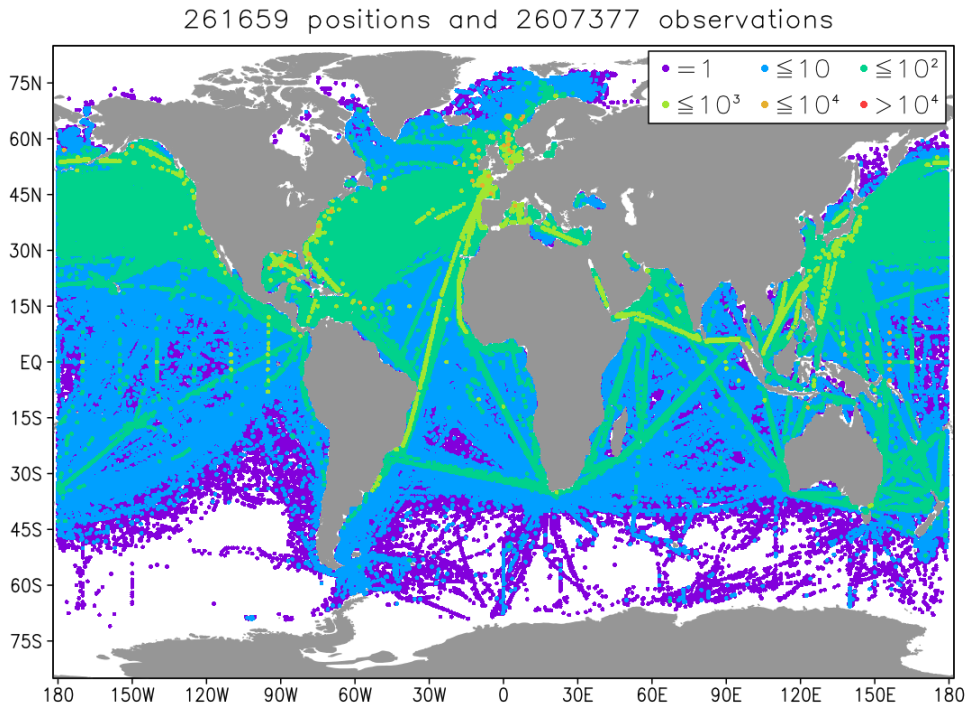 261659 positions and 2607377 observations
=1 ≦10 ≦10²
≦10³ ≦10⁴ >10⁴
75N
60N
45N
30N
15N
EQ
15S
30S
45S
60S
75S
180 150W 120W 90W 60W 30W 0 30E 60E 90E 120E 150E 180